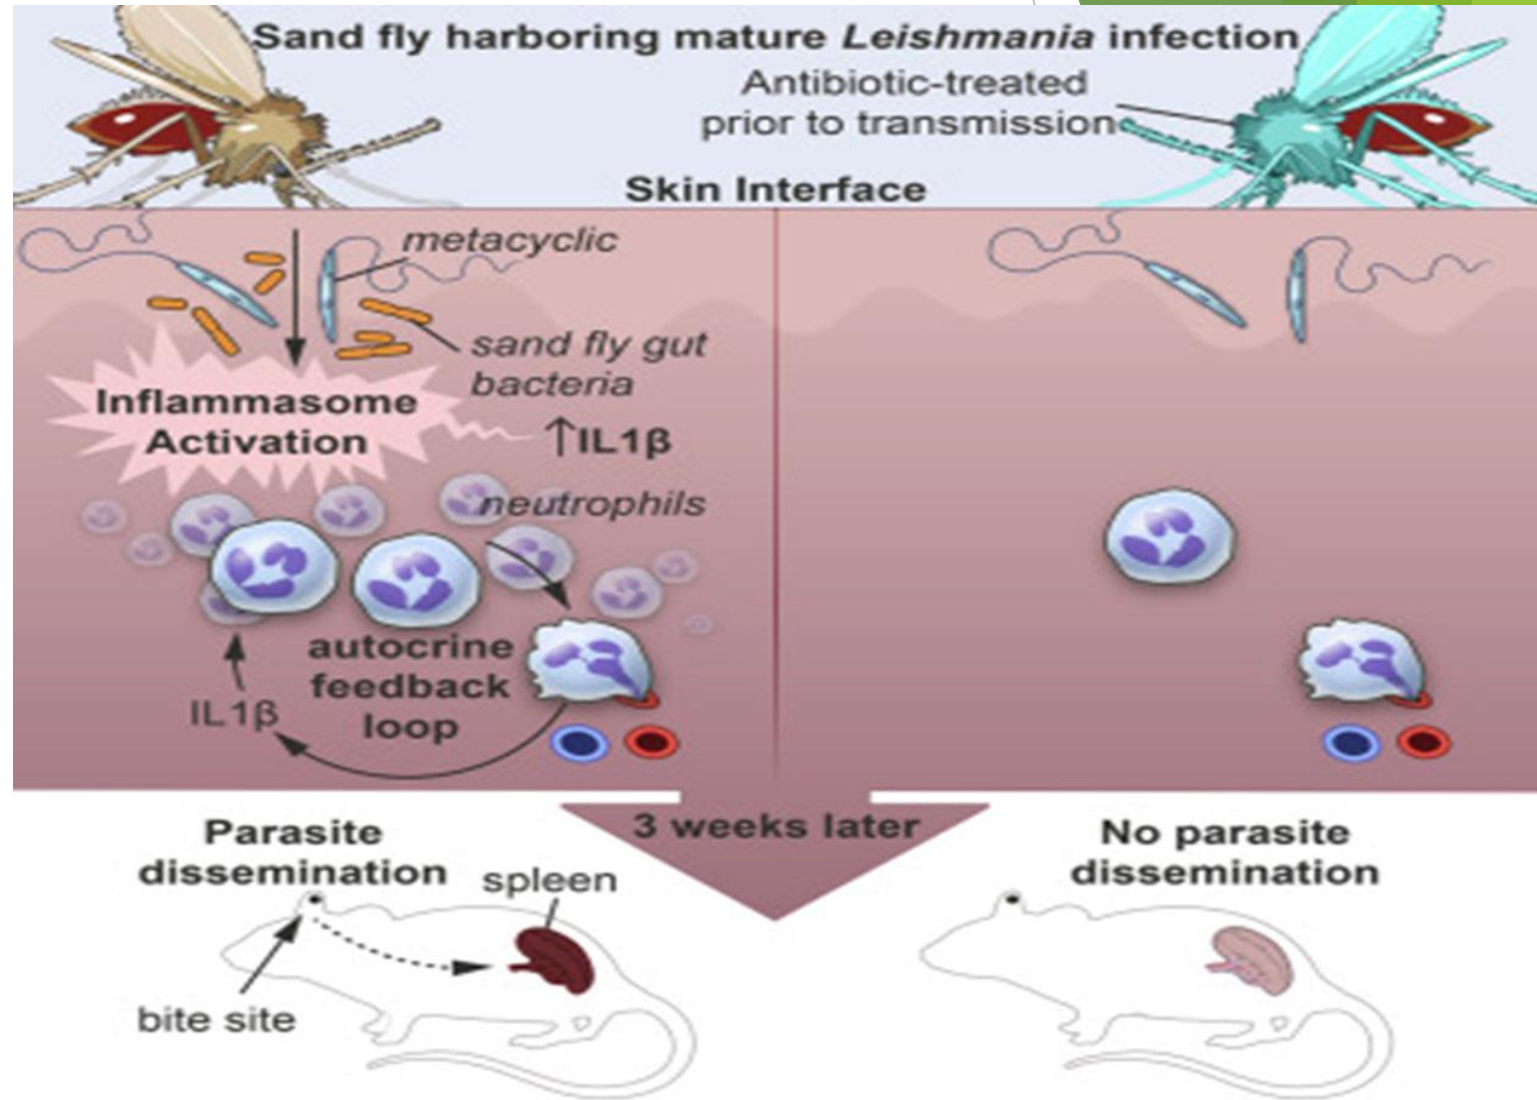 Sand fly harboring mature Leishmania infection
Antibiotic-treated
prior to transmission
Skin Interface
metacyclic
sand fly gut
bacteria
Inflammasome
Activation
↑IL1β
neutrophils
autocrine
feedback
loop
IL1β
3 weeks later
Parasite
dissemination
spleen
bite site
No parasite
dissemination